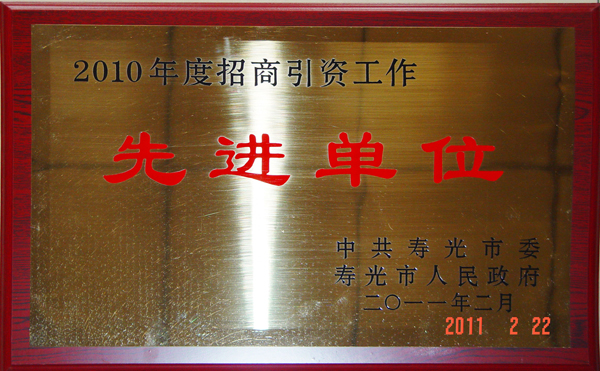 2010年度招商引资工作
先进单位
中共寿光市委
寿光市人民政府
二〇一一年二月
2011 2 22